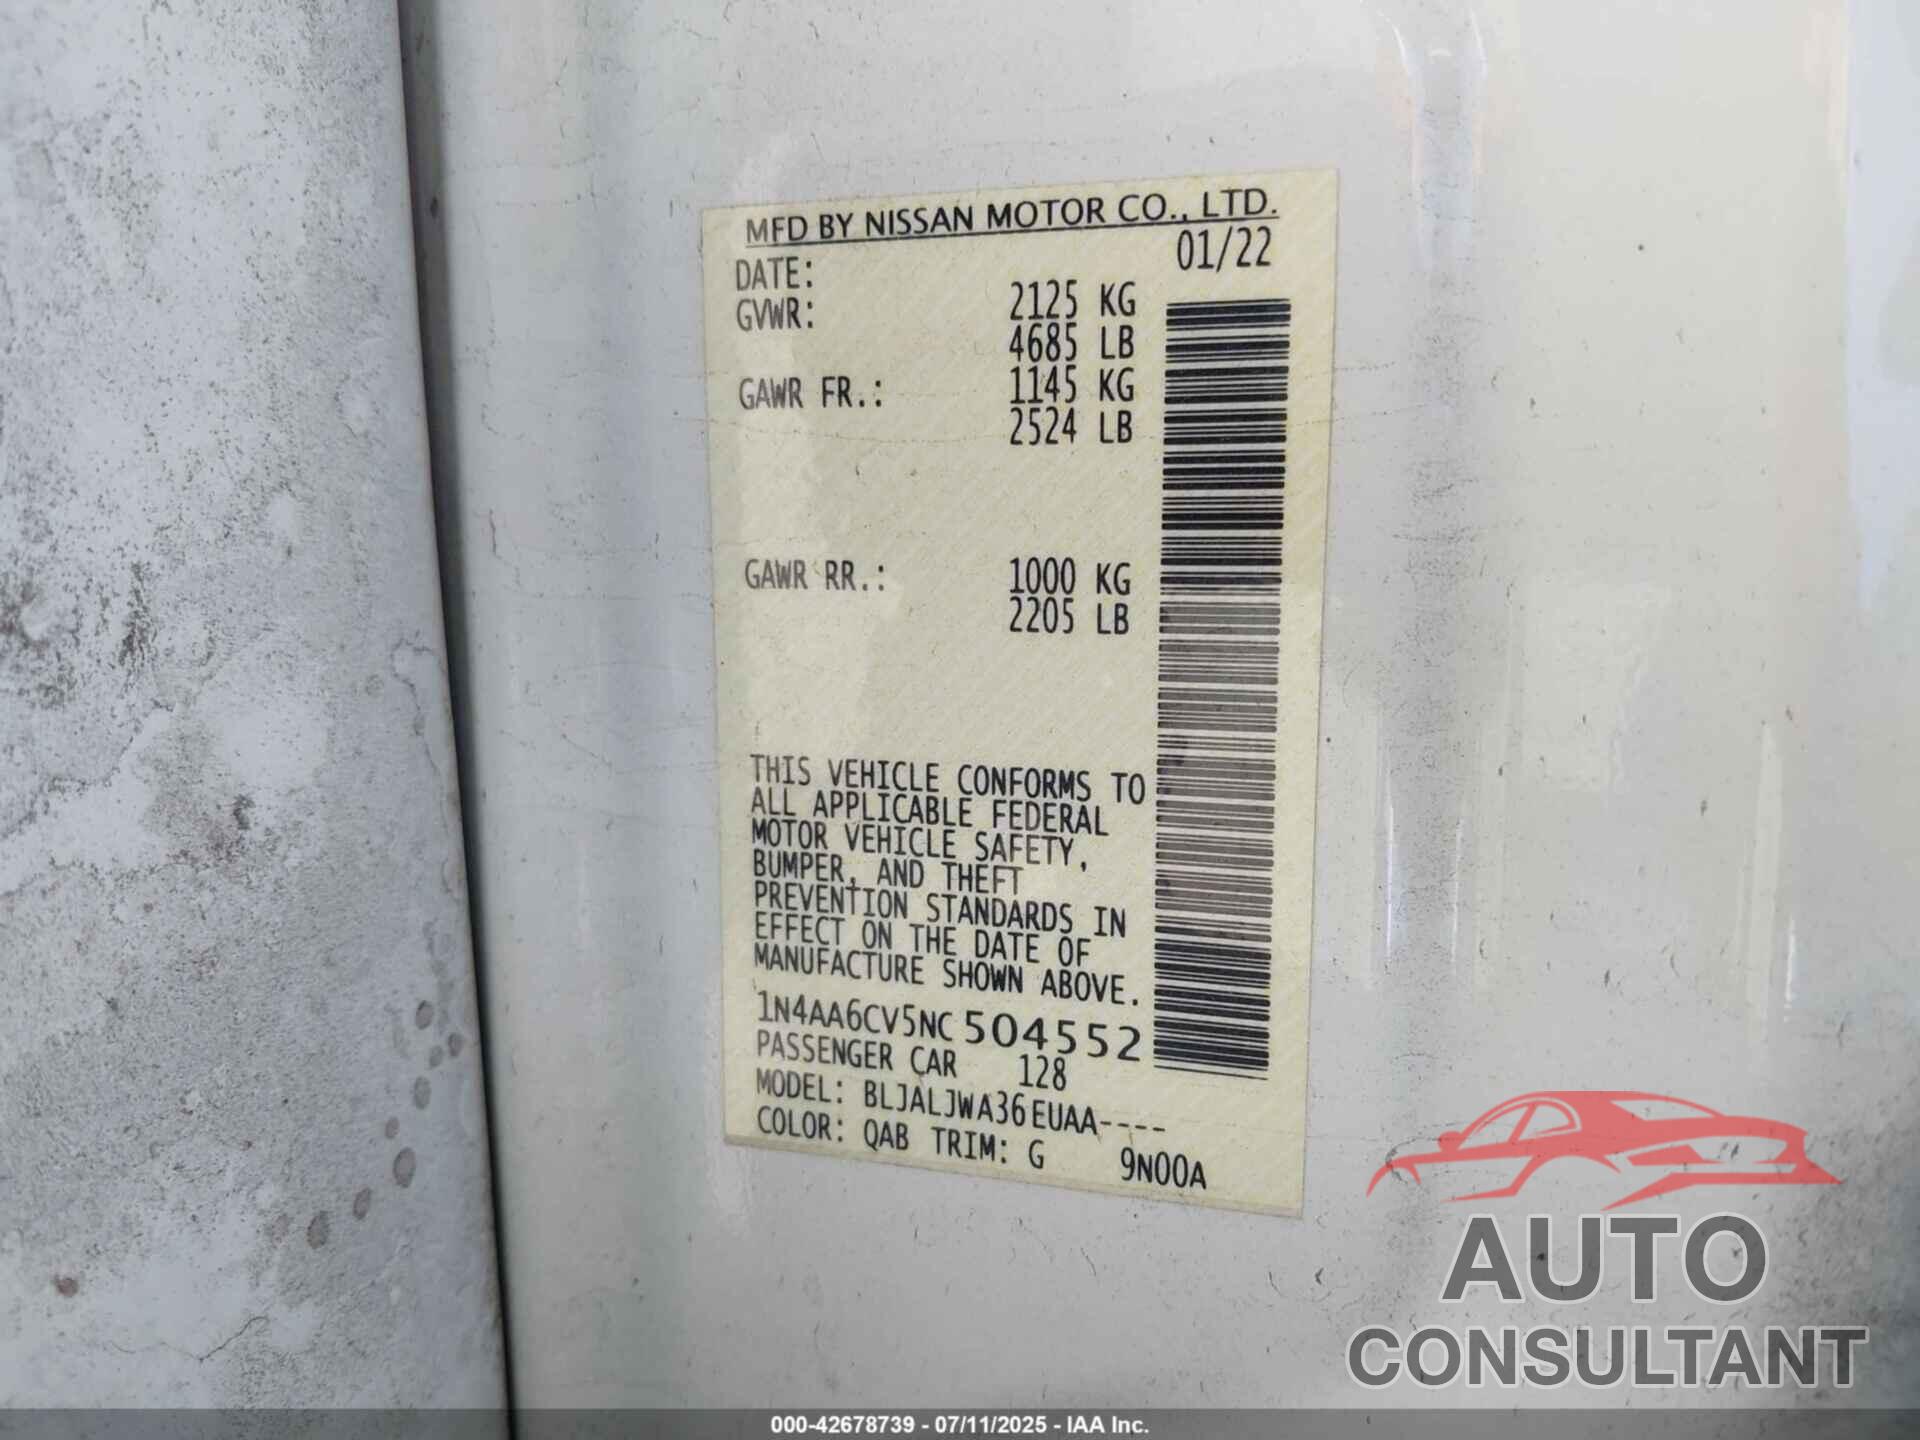 MFD BY NISSAN MOTOR CO., LTD.
DATE: 01/22
GVWR: 2125 KG
4685 LB
GAWR FR.: 1145 KG
2524 LB
GAWR RR.: 1000 KG
2205 LB
THIS VEHICLE CONFORMS TO
ALL APPLICABLE FEDERAL
MOTOR VEHICLE SAFETY,
BUMPER, AND THEFT
PREVENTION STANDARDS IN
EFFECT ON THE DATE OF
MANUFACTURE SHOWN ABOVE.
1N4AA6CV5NC504552
PASSENGER CAR 128
MODEL: BLJALJWA36EUAA----
COLOR: QAB TRIM: G 9N00A
AUTO
CONSULTANT
000-42678739 - 07/11/2025 - IAA Inc.